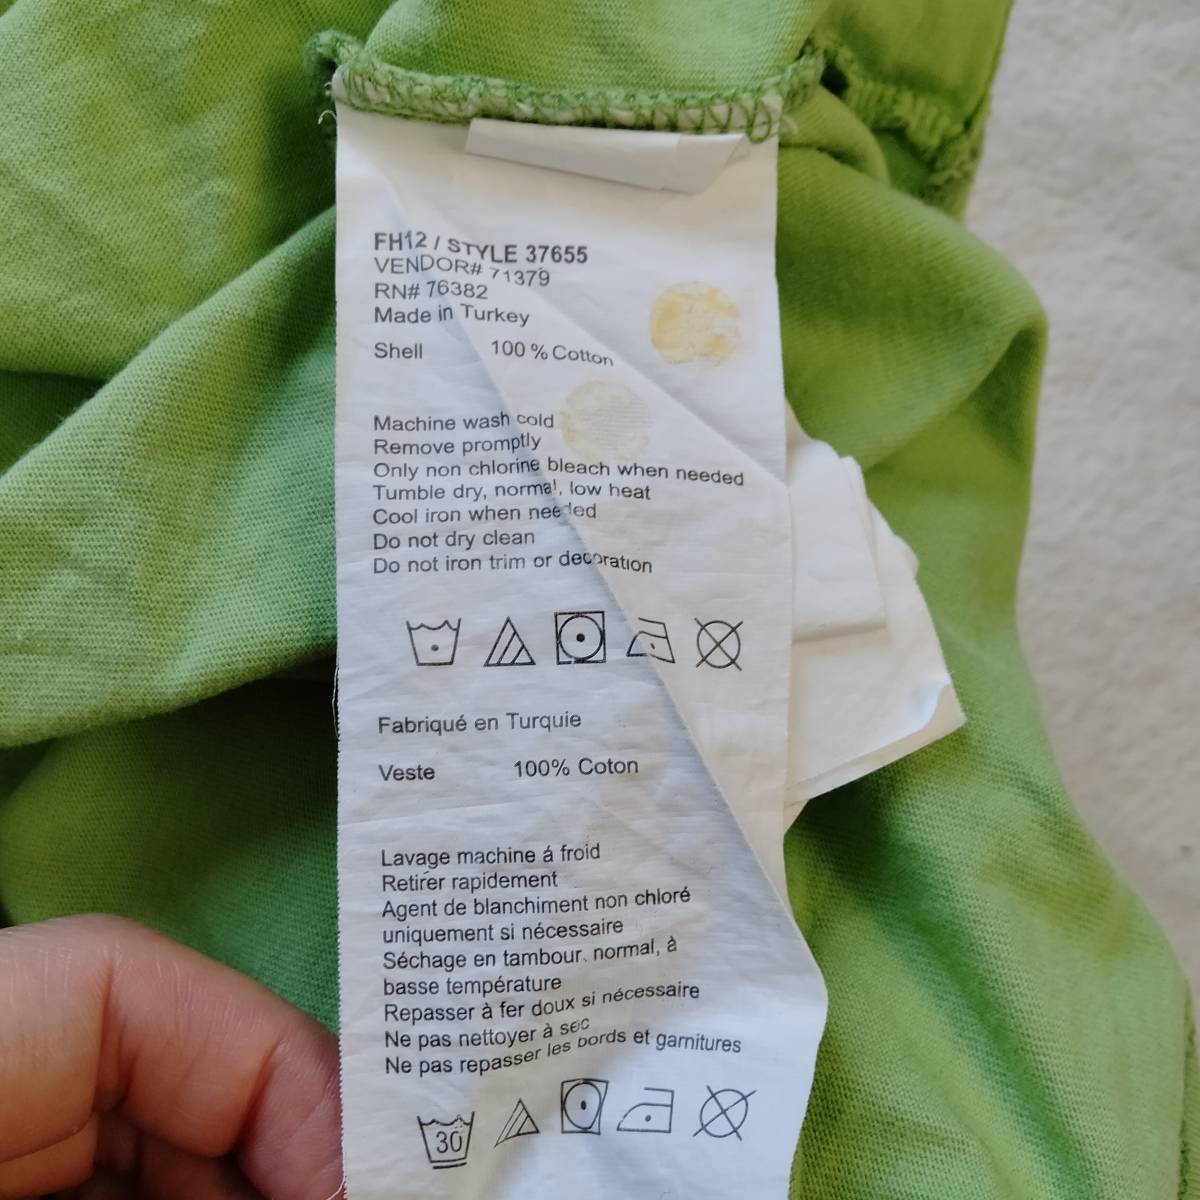 FH12 / STYLE 37655
VENDOR# 71379
RN# 76382
Made in Turkey
Shell 100 % Cotton
Machine wash cold
Remove promptly
Only non chlorine bleach when needed
Tumble dry, normal, low heat
Cool iron when needed
Do not dry clean
Do not iron trim or decoration
Fabriqué en Turquie
Veste 100% Coton
Lavage machine á froid
Retirer rapidement
Agent de blanchiment non chloré
uniquement si nécessaire
Séchage en tambour, normal, à
basse température
Repasser à fer doux si nécessaire
Ne pas nettoyer à sec
Ne pas repasser les bords et garnitures
30